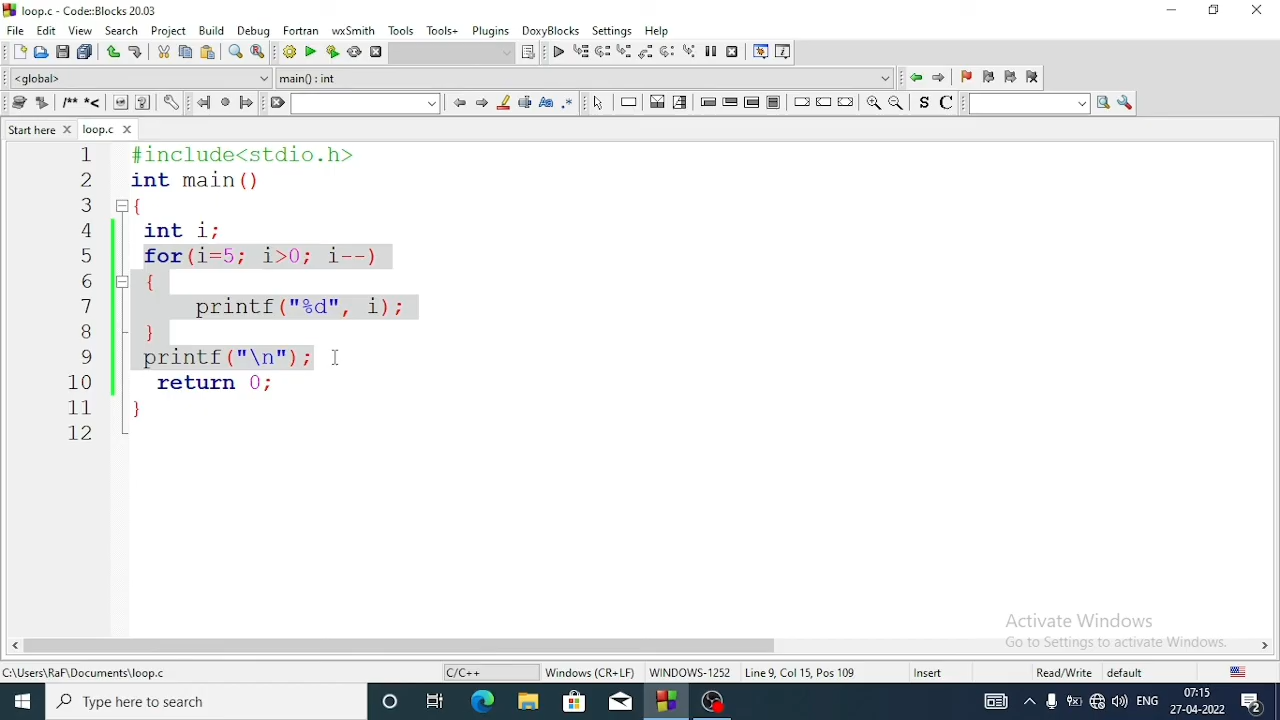 loop.c - Code::Blocks 20.03
File Edit View Search Project Build Debug Fortran wxSmith Tools Tools+ Plugins DoxyBlocks Settings Help
<global> main() : int
/** *< Aa .* S C
Start here loop.c
1 #include<stdio.h>
2 int main()
3 {
4 int i;
5 for(i=5; i>0; i--)
6 {
7 printf("%d", i);
8 }
9 printf("\n");
10 return 0;
11 }
12
Activate Windows
Go to Settings to activate Windows.
C:\Users\RaF\Documents\loop.c C/C++ Windows (CR+LF) WINDOWS-1252 Line 9, Col 15, Pos 109 Insert Read/Write default
Type here to search ENG 07:15
27-04-2022 2